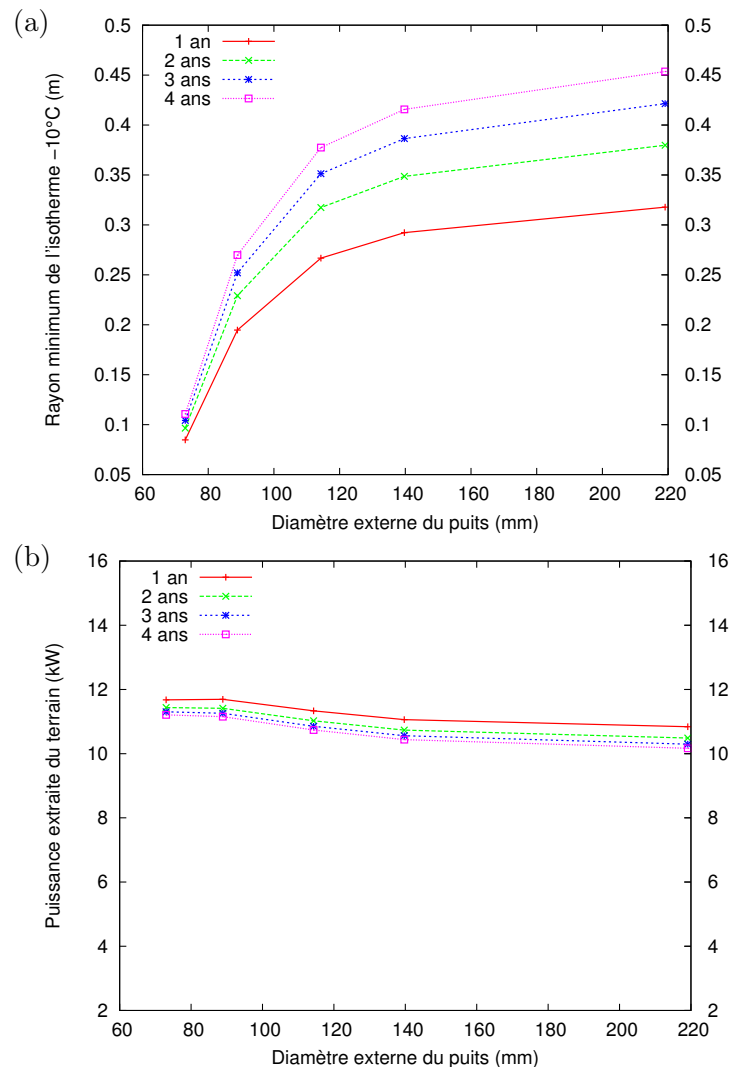 (a)
0.5
0.45
0.4
0.35
0.3
0.25
0.2
0.15
0.1
0.05
Rayon minimum de l'isotherme −10°C (m)
1 an
2 ans
3 ans
4 ans
0.5
0.45
0.4
0.35
0.3
0.25
0.2
0.15
0.1
0.05
60 80 100 120 140 160 180 200 220
Diamètre externe du puits (mm)
(b)
16
14
12
10
8
6
4
2
Puissance extraite du terrain (kW)
1 an
2 ans
3 ans
4 ans
16
14
12
10
8
6
4
2
60 80 100 120 140 160 180 200 220
Diamètre externe du puits (mm)